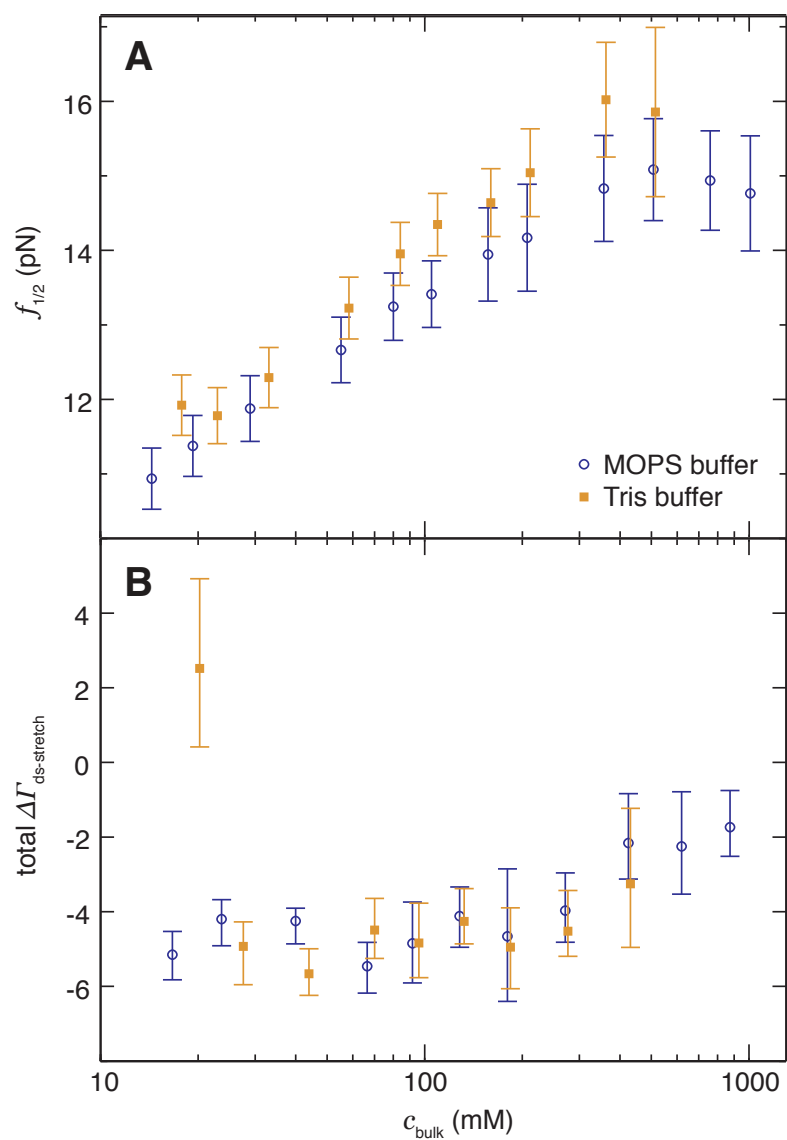 A
16
14
12
f1/2 (pN)
MOPS buffer
Tris buffer
B
4
2
0
-2
-4
-6
total ΔΓds-stretch
10
100
1000
cbulk (mM)